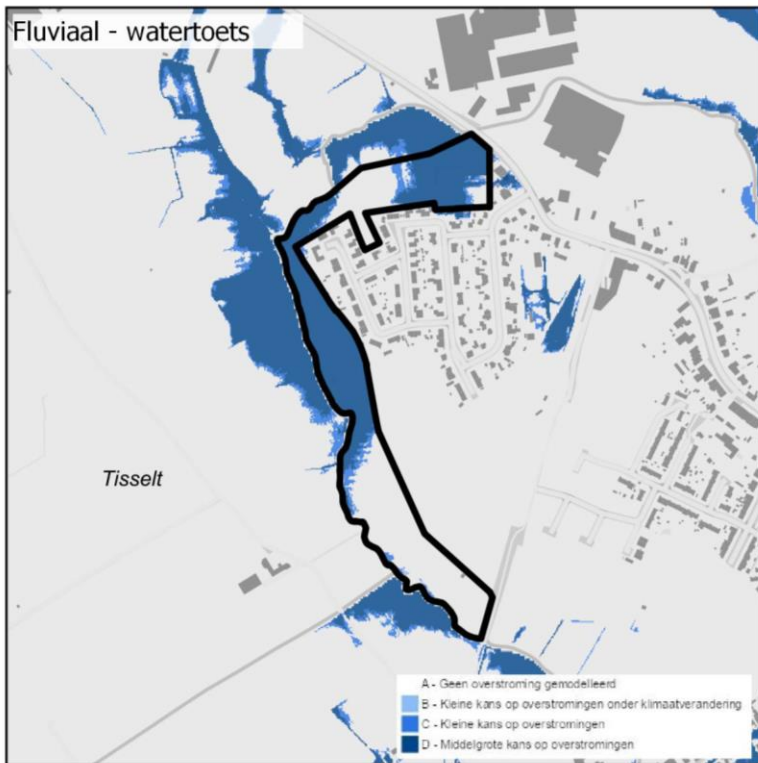 Fluviaal - watertoets
Tisselt
A - Geen overstroming gemodelleerd
B - Kleine kans op overstromingen onder klimaatverandering
C - Kleine kans op overstromingen
D - Middelgrote kans op overstromingen